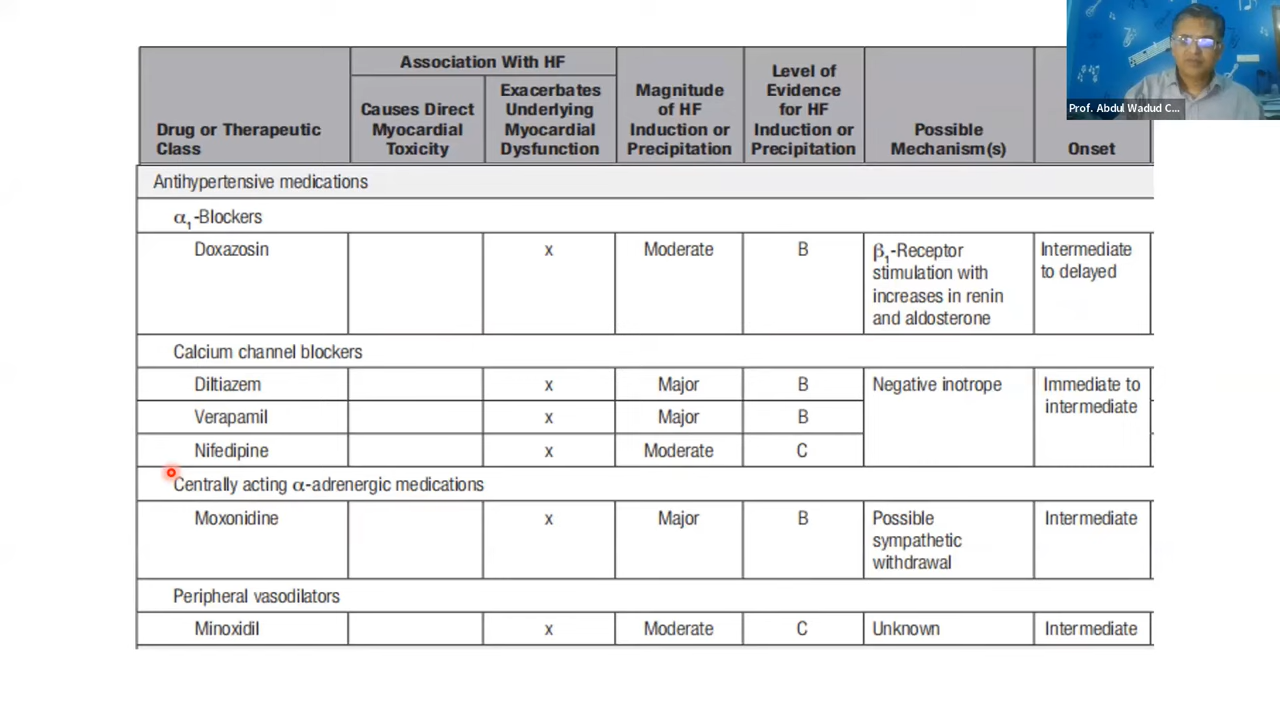 Prof. Abdul Wadud C...
Association With HF
Drug or Therapeutic
Class
Causes Direct
Myocardial
Toxicity
Exacerbates
Underlying
Myocardial
Dysfunction
Magnitude
of HF
Induction or
Precipitation
Level of
Evidence
for HF
Induction or
Precipitation
Possible
Mechanism(s)
Onset
Antihypertensive medications
α₁-Blockers
Doxazosin
x
Moderate
B
β₁-Receptor
stimulation with
increases in renin
and aldosterone
Intermediate
to delayed
Calcium channel blockers
Diltiazem
x
Major
B
Negative inotrope
Immediate to
intermediate
Verapamil
x
Major
B
Nifedipine
x
Moderate
C
Centrally acting α-adrenergic medications
Moxonidine
x
Major
B
Possible
sympathetic
withdrawal
Intermediate
Peripheral vasodilators
Minoxidil
x
Moderate
C
Unknown
Intermediate